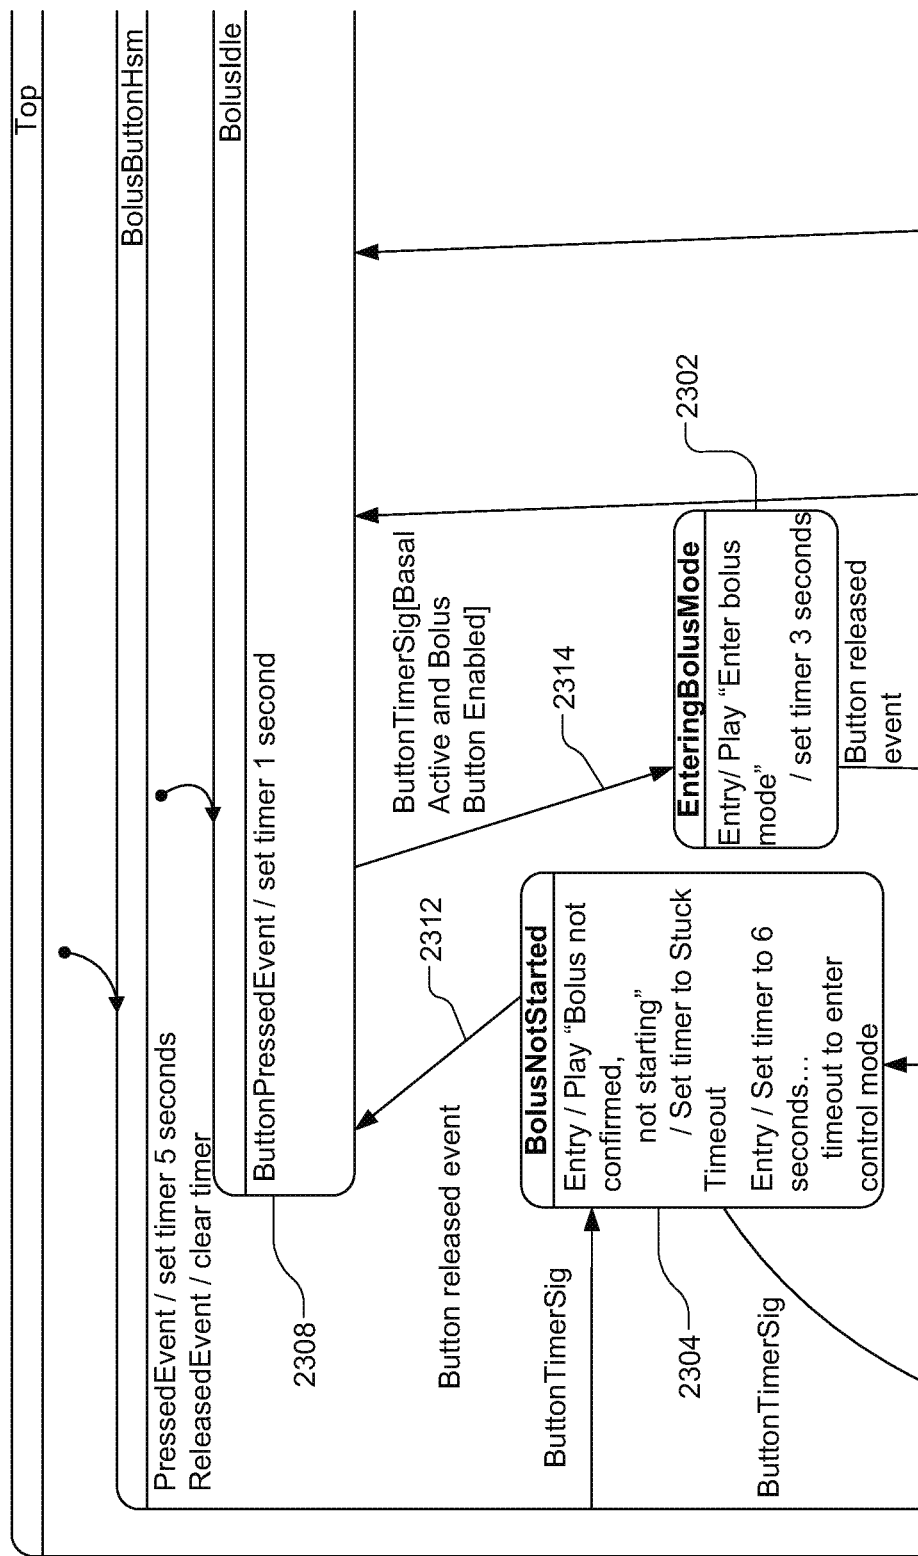 Top
BolusButtonHsm
PressedEvent / set timer 5 seconds
ReleasedEvent / clear timer
BolusIdle
ButtonPressedEvent / set timer 1 second
2308
Button released event
2312
ButtonTimerSig[Basal
Active and Bolus
Button Enabled]
2314
ButtonTimerSig
BolusNotStarted
Entry / Play “Bolus not
confirmed,
not starting”
/ Set timer to Stuck
Timeout
Entry / Set timer to 6
seconds...
timeout to enter
control mode
2304
ButtonTimerSig
EnteringBolusMode
Entry/ Play “Enter bolus
mode”
/ set timer 3 seconds
2302
Button released
event